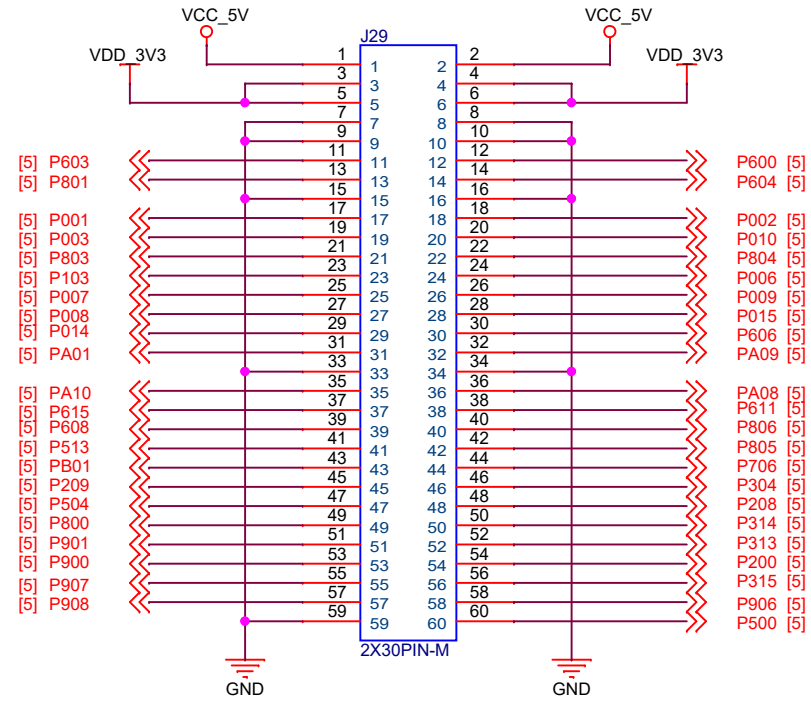 VCC_5V VCC_5V
J29
VDD_3V3 VDD_3V3
1 1 2 2
3 3 4 4
5 5 6 6
7 7 8 8
9 9 10 10
[5] P603 11 11 12 12 P600 [5]
[5] P801 13 13 14 14 P604 [5]
15 15 16 16
[5] P001 17 17 18 18 P002 [5]
[5] P003 19 19 20 20 P010 [5]
[5] P803 21 21 22 22 P804 [5]
[5] P103 23 23 24 24 P006 [5]
[5] P007 25 25 26 26 P009 [5]
[5] P008 27 27 28 28 P015 [5]
[5] P014 29 29 30 30 P606 [5]
[5] PA01 31 31 32 32 PA09 [5]
33 33 34 34
[5] PA10 35 35 36 36 PA08 [5]
[5] P615 37 37 38 38 P611 [5]
[5] P608 39 39 40 40 P806 [5]
[5] P513 41 41 42 42 P805 [5]
[5] PB01 43 43 44 44 P706 [5]
[5] P209 45 45 46 46 P304 [5]
[5] P504 47 47 48 48 P208 [5]
[5] P800 49 49 50 50 P314 [5]
[5] P901 51 51 52 52 P313 [5]
[5] P900 53 53 54 54 P200 [5]
[5] P907 55 55 56 56 P315 [5]
[5] P908 57 57 58 58 P906 [5]
59 59 60 60 P500 [5]
2X30PIN-M
GND GND